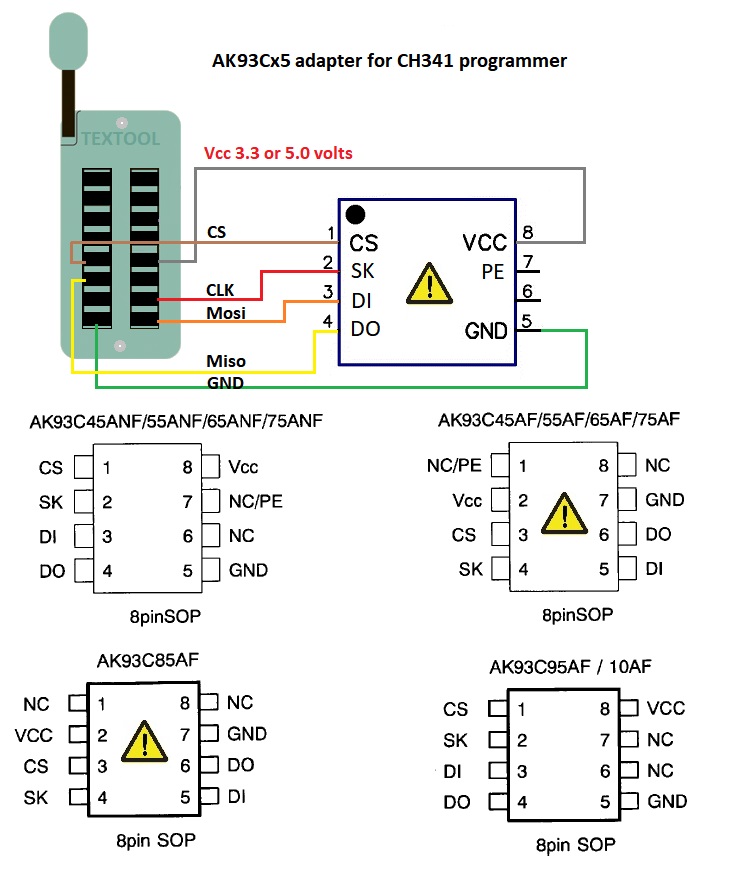 AK93Cx5 adapter for CH341 programmer
TEXTOOL
Vcc 3.3 or 5.0 volts
CS
CLK
Mosi
Miso
GND
1 CS VCC 8
2 SK PE 7
3 DI 6
4 DO GND 5
AK93C45ANF/55ANF/65ANF/75ANF
CS 1 8 Vcc
SK 2 7 NC/PE
DI 3 6 NC
DO 4 5 GND
8pinSOP
AK93C45AF/55AF/65AF/75AF
NC/PE 1 8 NC
Vcc 2 7 GND
CS 3 6 DO
SK 4 5 DI
8pinSOP
AK93C85AF
NC 1 8 NC
VCC 2 7 GND
CS 3 6 DO
SK 4 5 DI
8pin SOP
AK93C95AF / 10AF
CS 1 8 VCC
SK 2 7 NC
DI 3 6 NC
DO 4 5 GND
8pin SOP